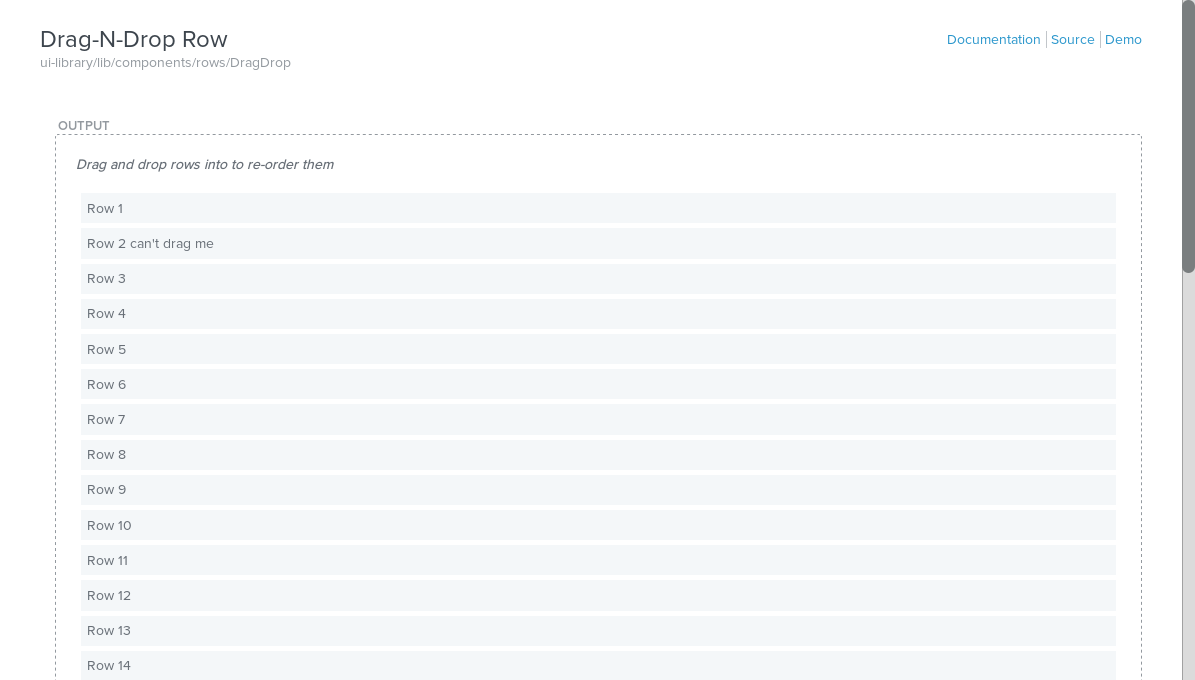 Drag-N-Drop Row
Documentation Source Demo
ui-library/lib/components/rows/DragDrop
OUTPUT
Drag and drop rows into to re-order them
Row 1
Row 2 can't drag me
Row 3
Row 4
Row 5
Row 6
Row 7
Row 8
Row 9
Row 10
Row 11
Row 12
Row 13
Row 14